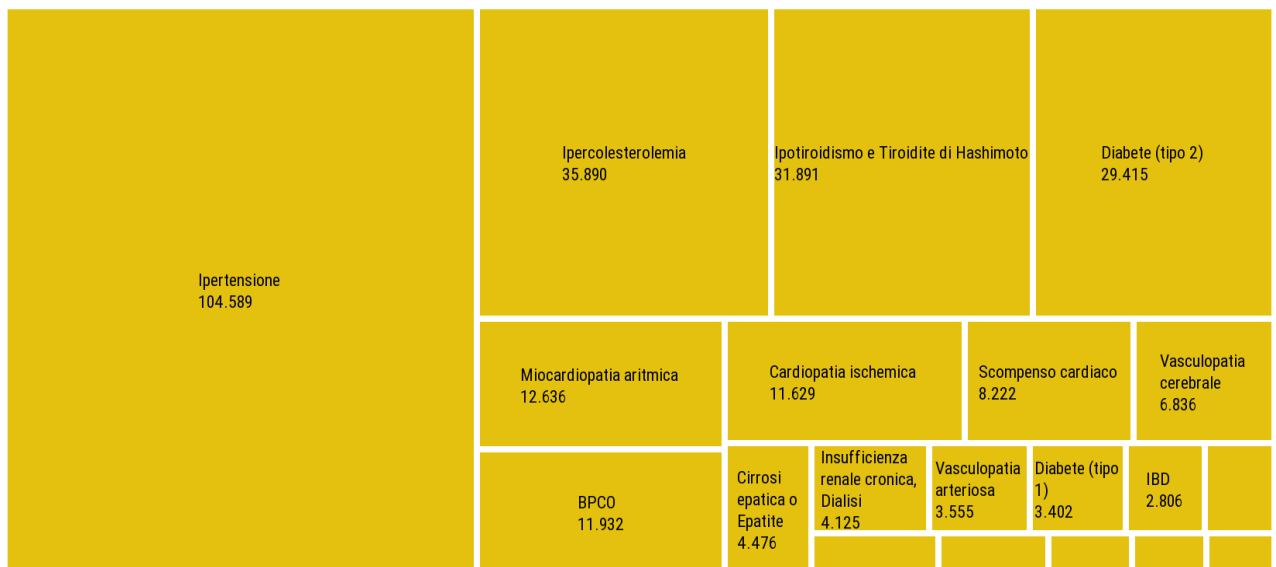 Ipertensione
104.589
Ipercolesterolemia
35.890
Ipotiroidismo e Tiroidite di Hashimoto
31.891
Diabete (tipo 2)
29.415
Miocardiopatia aritmica
12.636
BPCO
11.932
Cardiopatia ischemica
11.629
Scompenso cardiaco
8.222
Vasculopatia
cerebrale
6.836
Cirrosi
epatica o
Epatite
4.476
Insufficienza
renale cronica,
Dialisi
4.125
Vasculopatia
arteriosa
3.555
Diabete (tipo
1)
3.402
IBD
2.806